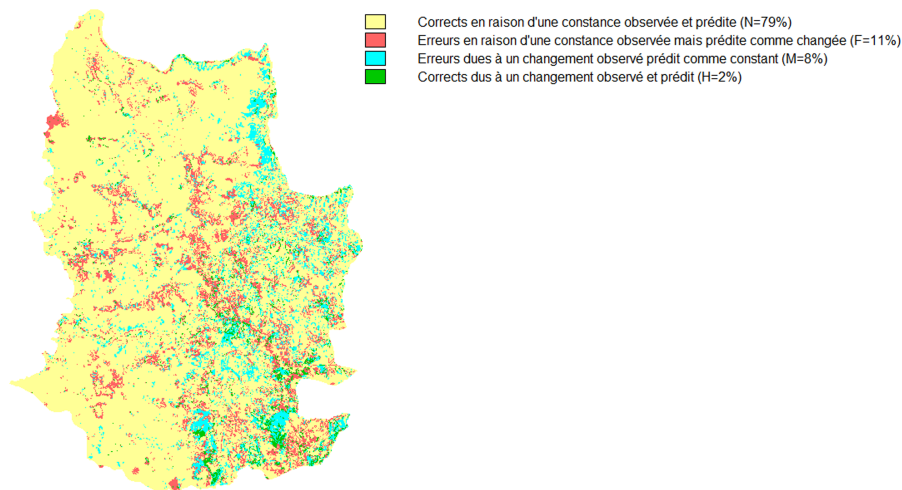 Corrects en raison d'une constance observée et prédite (N=79%)
Erreurs en raison d'une constance observée mais prédite comme changée (F=11%)
Erreurs dues à un changement observé prédit comme constant (M=8%)
Corrects dus à un changement observé et prédit (H=2%)